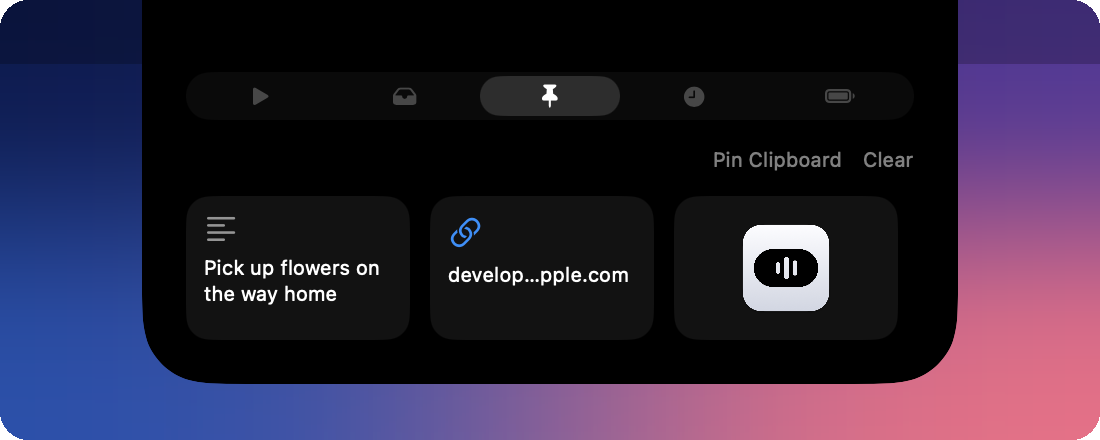 Pin Clipboard Clear
Pick up flowers on
the way home
develop...pple.com